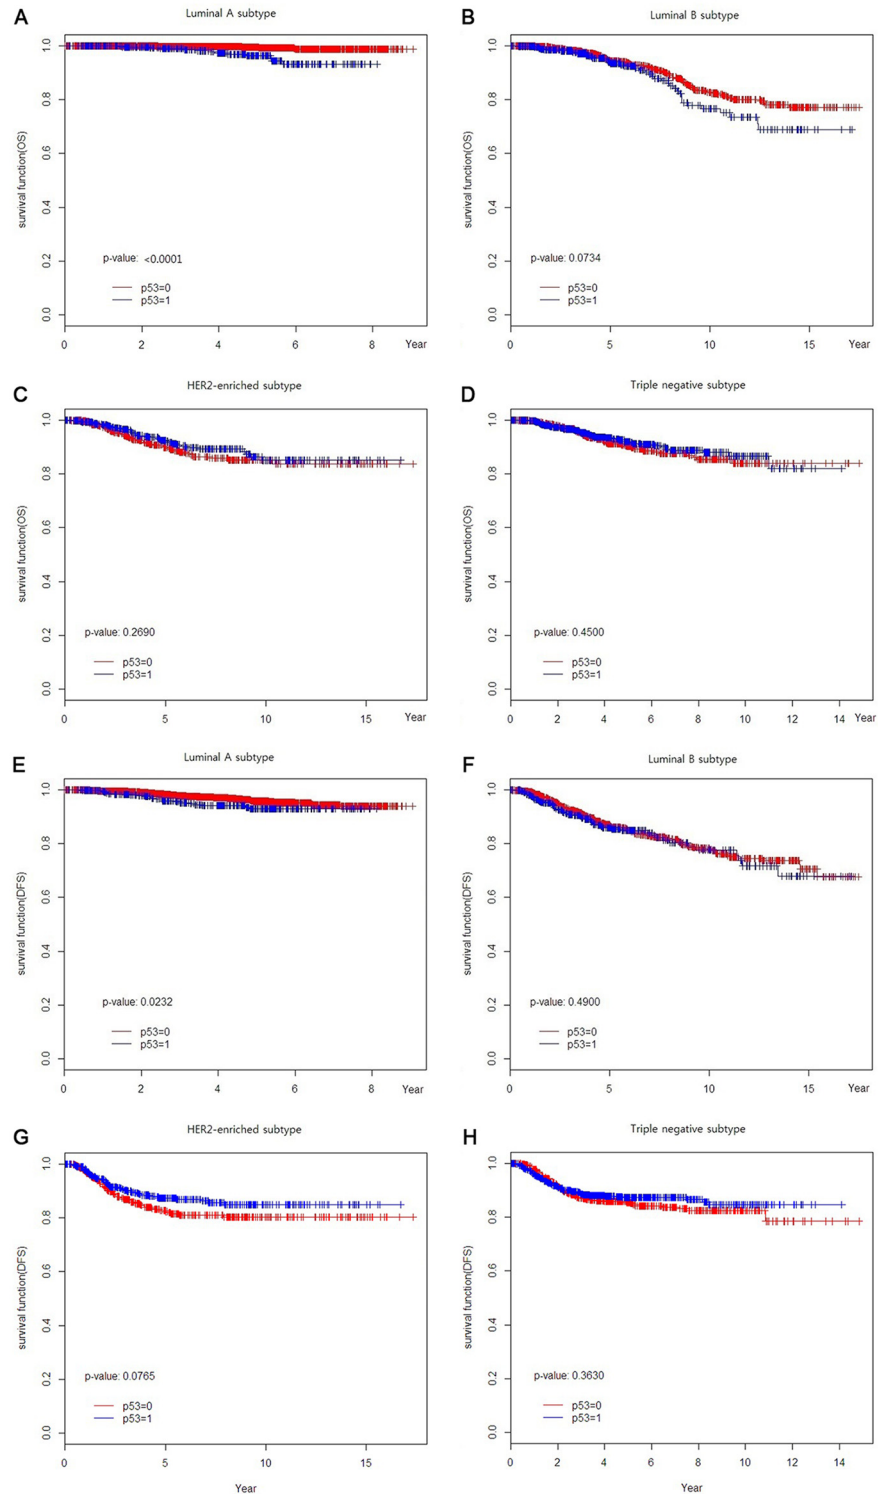 A
Luminal A subtype
survival function(OS)
1.0
0.8
0.6
0.4
0.2
0.0
p-value: <0.0001
p53=0
p53=1
0 2 4 6 8 Year
B
Luminal B subtype
survival function(OS)
1.0
0.8
0.6
0.4
0.2
0.0
p-value: 0.0734
p53=0
p53=1
0 5 10 15 Year
C
HER2-enriched subtype
survival function(OS)
1.0
0.8
0.6
0.4
0.2
0.0
p-value: 0.2690
p53=0
p53=1
0 5 10 15 Year
D
Triple negative subtype
survival function(OS)
1.0
0.8
0.6
0.4
0.2
0.0
p-value: 0.4500
p53=0
p53=1
0 2 4 6 8 10 12 14 Year
E
Luminal A subtype
survival function(DFS)
1.0
0.8
0.6
0.4
0.2
0.0
p-value: 0.0232
p53=0
p53=1
0 2 4 6 8 Year
F
Luminal B subtype
survival function(DFS)
1.0
0.8
0.6
0.4
0.2
0.0
p-value: 0.4900
p53=0
p53=1
0 5 10 15 Year
G
HER2-enriched subtype
survival function(DFS)
1.0
0.8
0.6
0.4
0.2
0.0
p-value: 0.0765
p53=0
p53=1
0 5 10 15
Year
H
Triple negative subtype
survival function(DFS)
1.0
0.8
0.6
0.4
0.2
0.0
p-value: 0.3630
p53=0
p53=1
0 2 4 6 8 10 12 14
Year